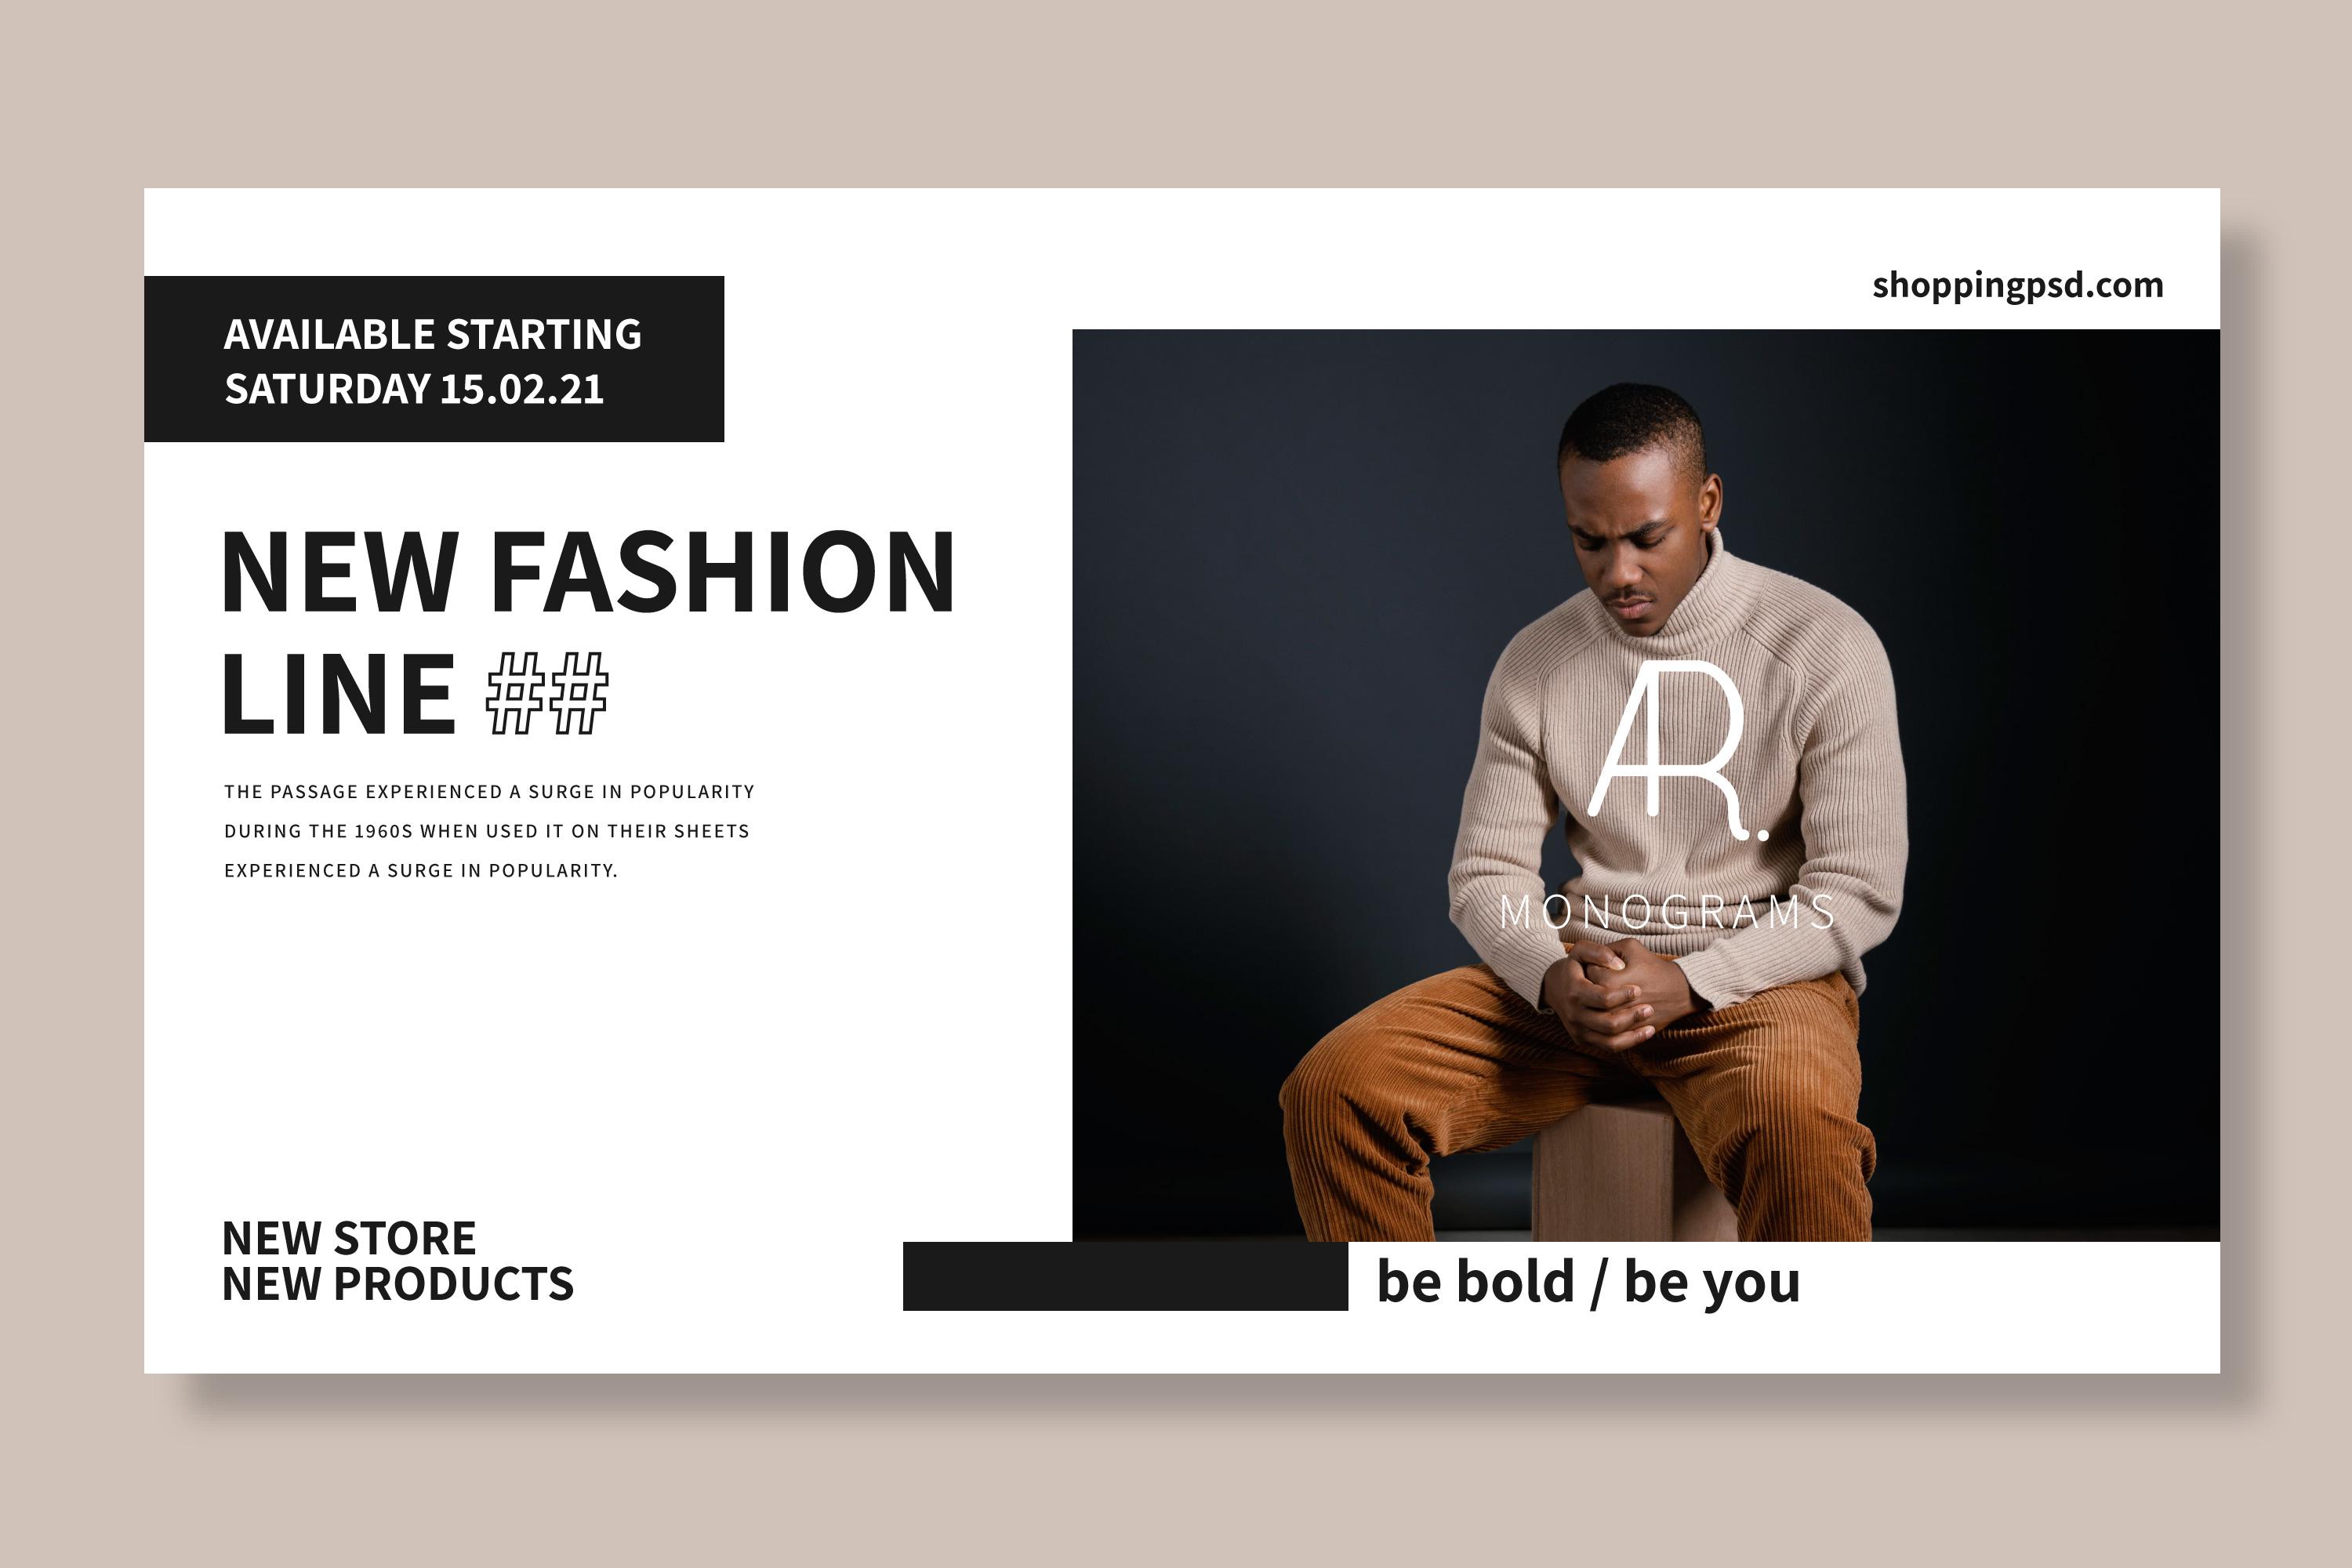 shoppingpsd.com
AVAILABLE STARTING
SATURDAY 15.02.21
NEW FASHION
LINE ##
THE PASSAGE EXPERIENCED A SURGE IN POPULARITY
DURING THE 1960S WHEN USED IT ON THEIR SHEETS
EXPERIENCED A SURGE IN POPULARITY.
AR.
MONOGRAMS
NEW STORE
NEW PRODUCTS
be bold / be you